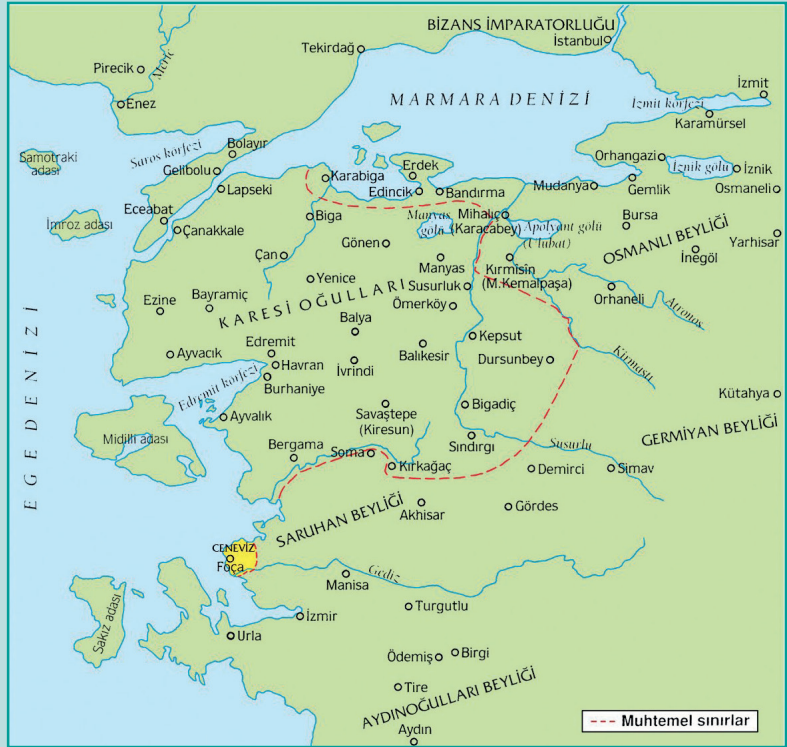 BİZANS İMPARATORLUĞU
İstanbul
Tekirdağ
Pirecik
Meriç
Enez
MARMARA DENİZİ
İzmit
İzmit körfezi
Karamürsel
Saros körfezi
Bolayır
Samotraki
adası
Gelibolu
Lapseki
Karabiga
Erdek
Edincik
Bandırma
Orhangazi
İznik gölü
İznik
Mudanya
Gemlik
Osmaneli
İmroz adası
Eceabat
Çanakkale
Biga
Manyas
gölü
Mihaliç
(Karacabey)
Apolyant gölü
(Ulubat)
Bursa
OSMANLI BEYLİĞİ
Yarhisar
İnegöl
Çan
Gönen
Manyas
Kırmisîn
(M.Kemalpaşa)
Yenice
Susurluk
Orhaneli
Atronos
KARESİ OĞULLARI
Ömerköy
Ezine
Bayramiç
Balya
Kepsut
Ayvacık
Edremit
Havran
İvrindi
Balıkesir
Dursunbey
Kirmastı
Edremit körfezi
Burhaniye
EGE DENİZİ
Ayvalık
Savaştepe
(Kiresun)
Bigadiç
Kütahya
GERMİYAN BEYLİĞİ
Midilli adası
Bergama
Soma
Sındırgı
Susurlu
Kırkağaç
Demirci
Simav
SARUHAN BEYLİĞİ
Akhisar
Gördes
CENEVİZ
Foça
Manisa
Gediz
Sakız adası
İzmir
Turgutlu
Urla
Ödemiş
Birgi
Tire
AYDINOĞULLARI BEYLİĞİ
Aydın
Muhtemel sınırlar